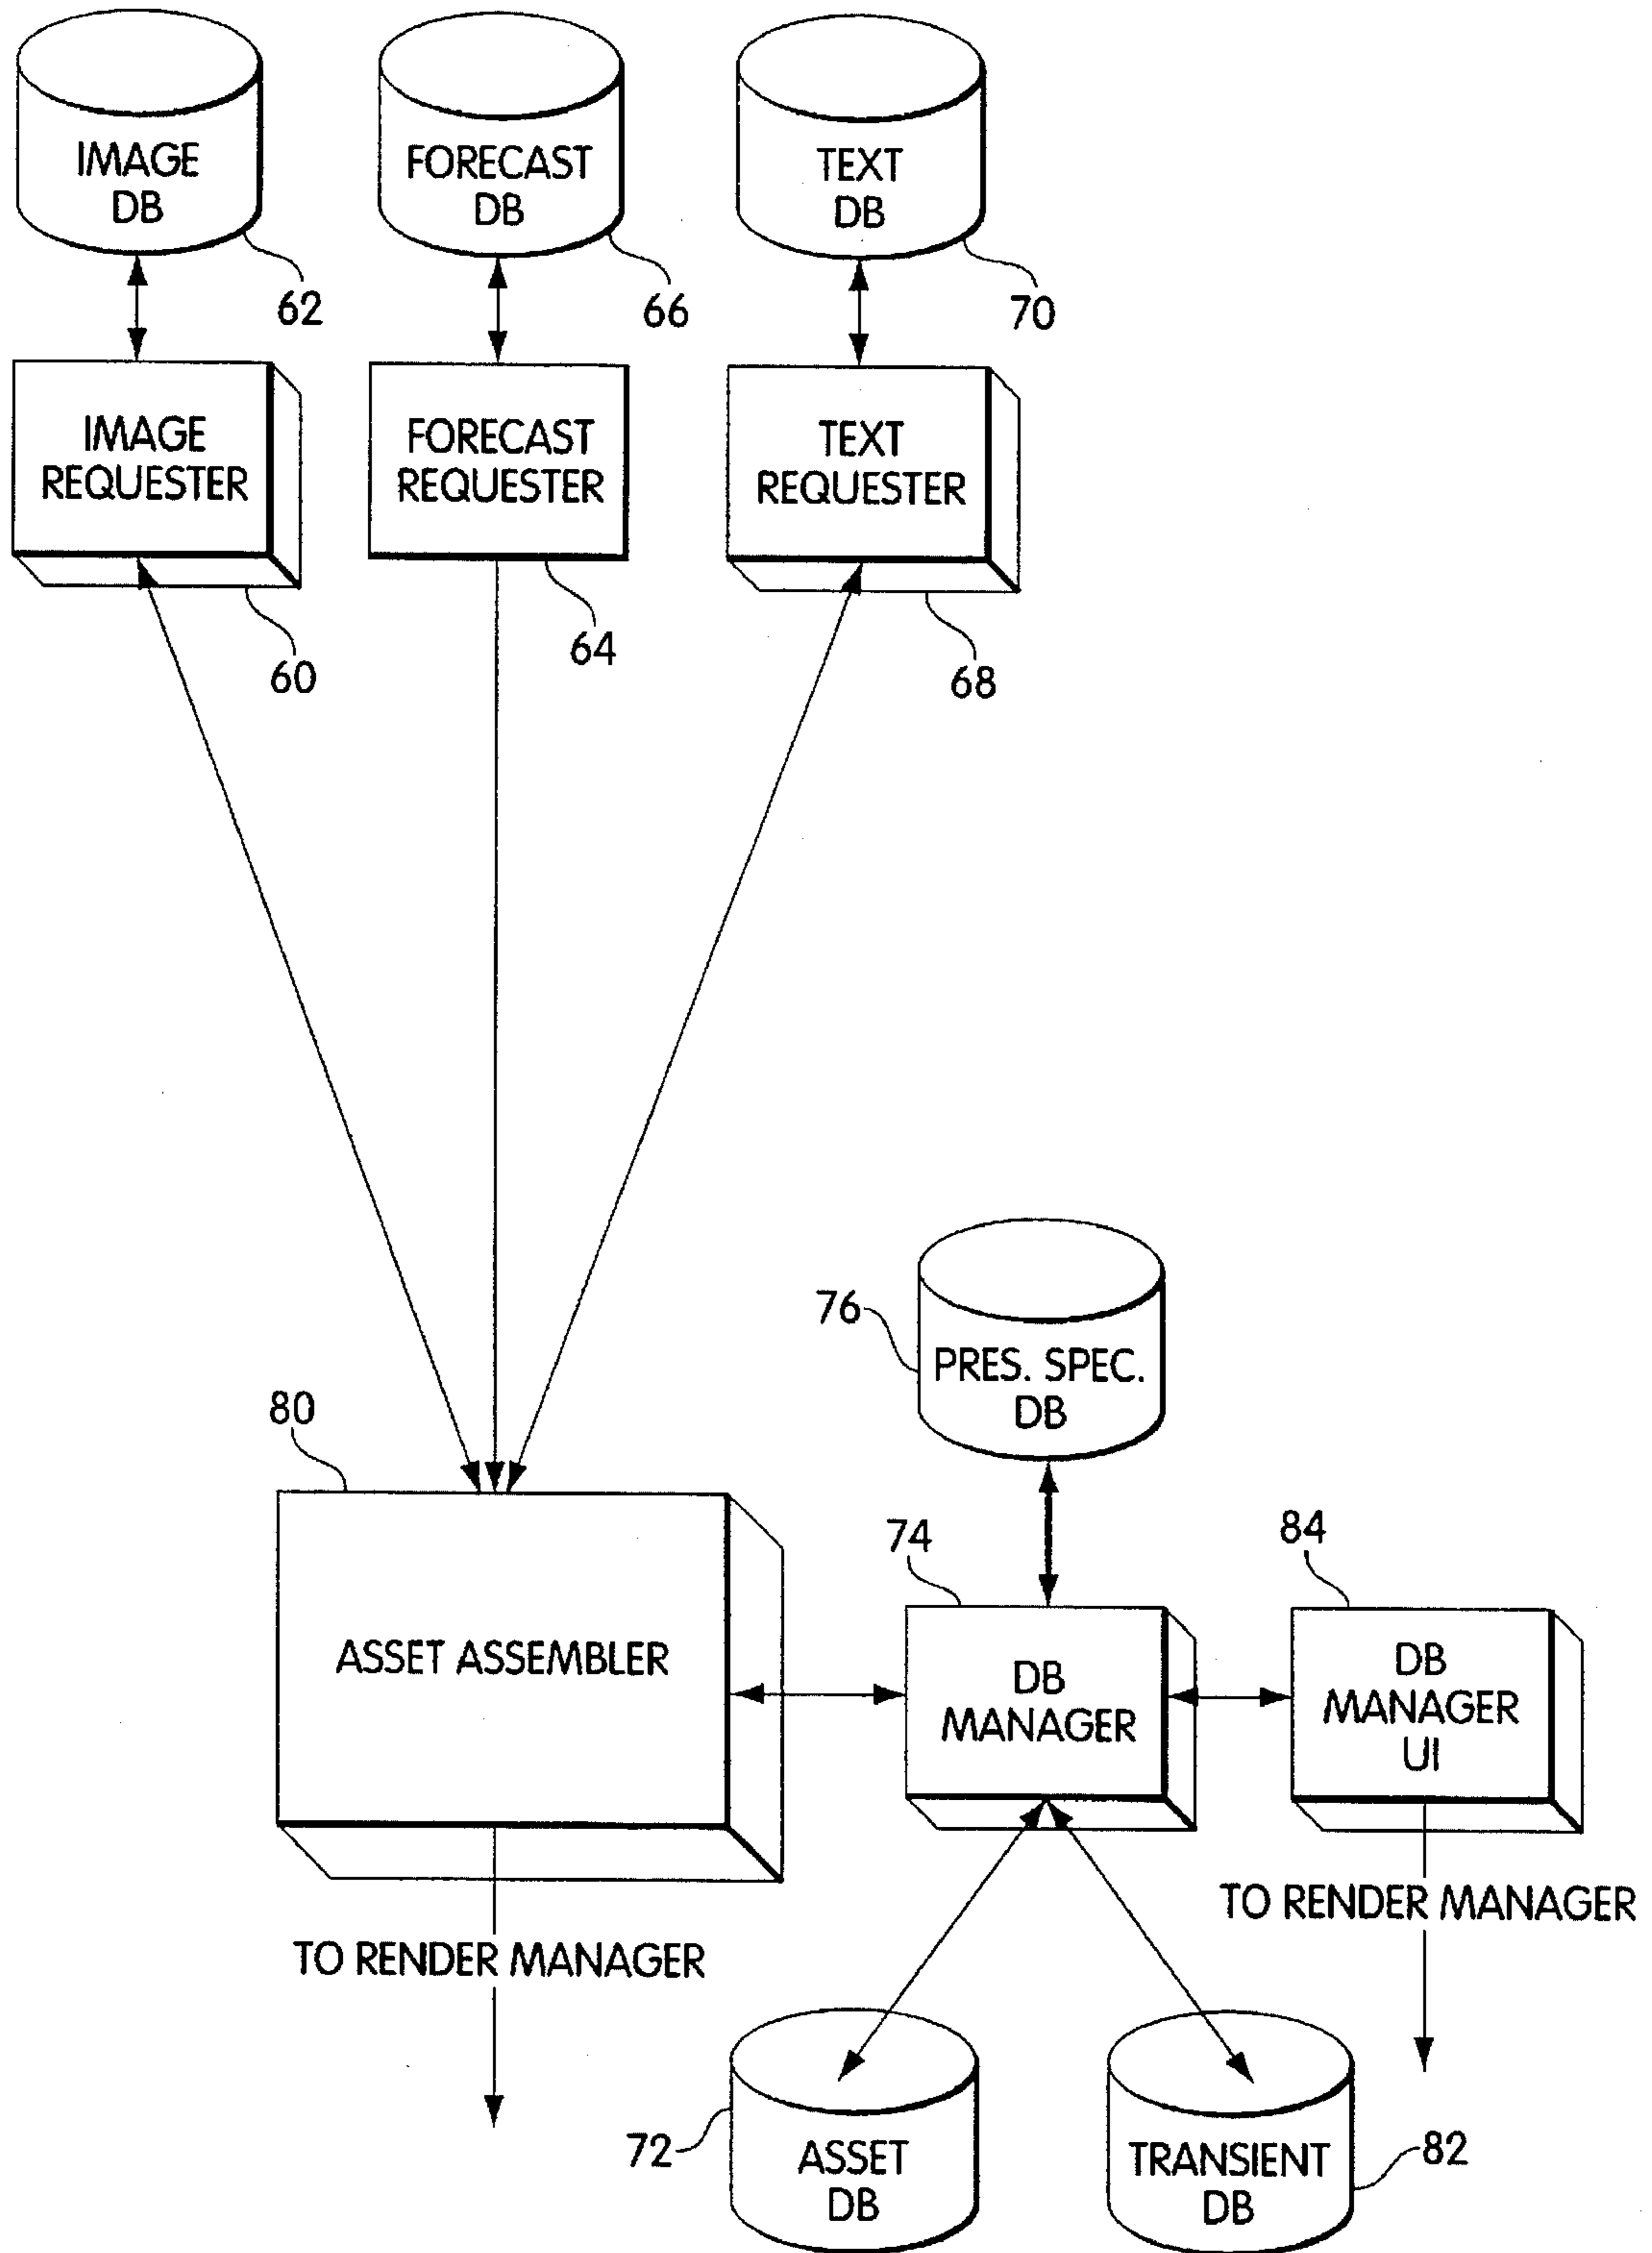 IMAGE
DB
62
FORECAST
DB
66
TEXT
DB
70
IMAGE
REQUESTER
60
FORECAST
REQUESTER
64
TEXT
REQUESTER
68
76
PRES. SPEC.
DB
80
ASSET ASSEMBLER
74
DB
MANAGER
84
DB
MANAGER
UI
TO RENDER MANAGER
TO RENDER MANAGER
72
ASSET
DB
TRANSIENT
DB
82